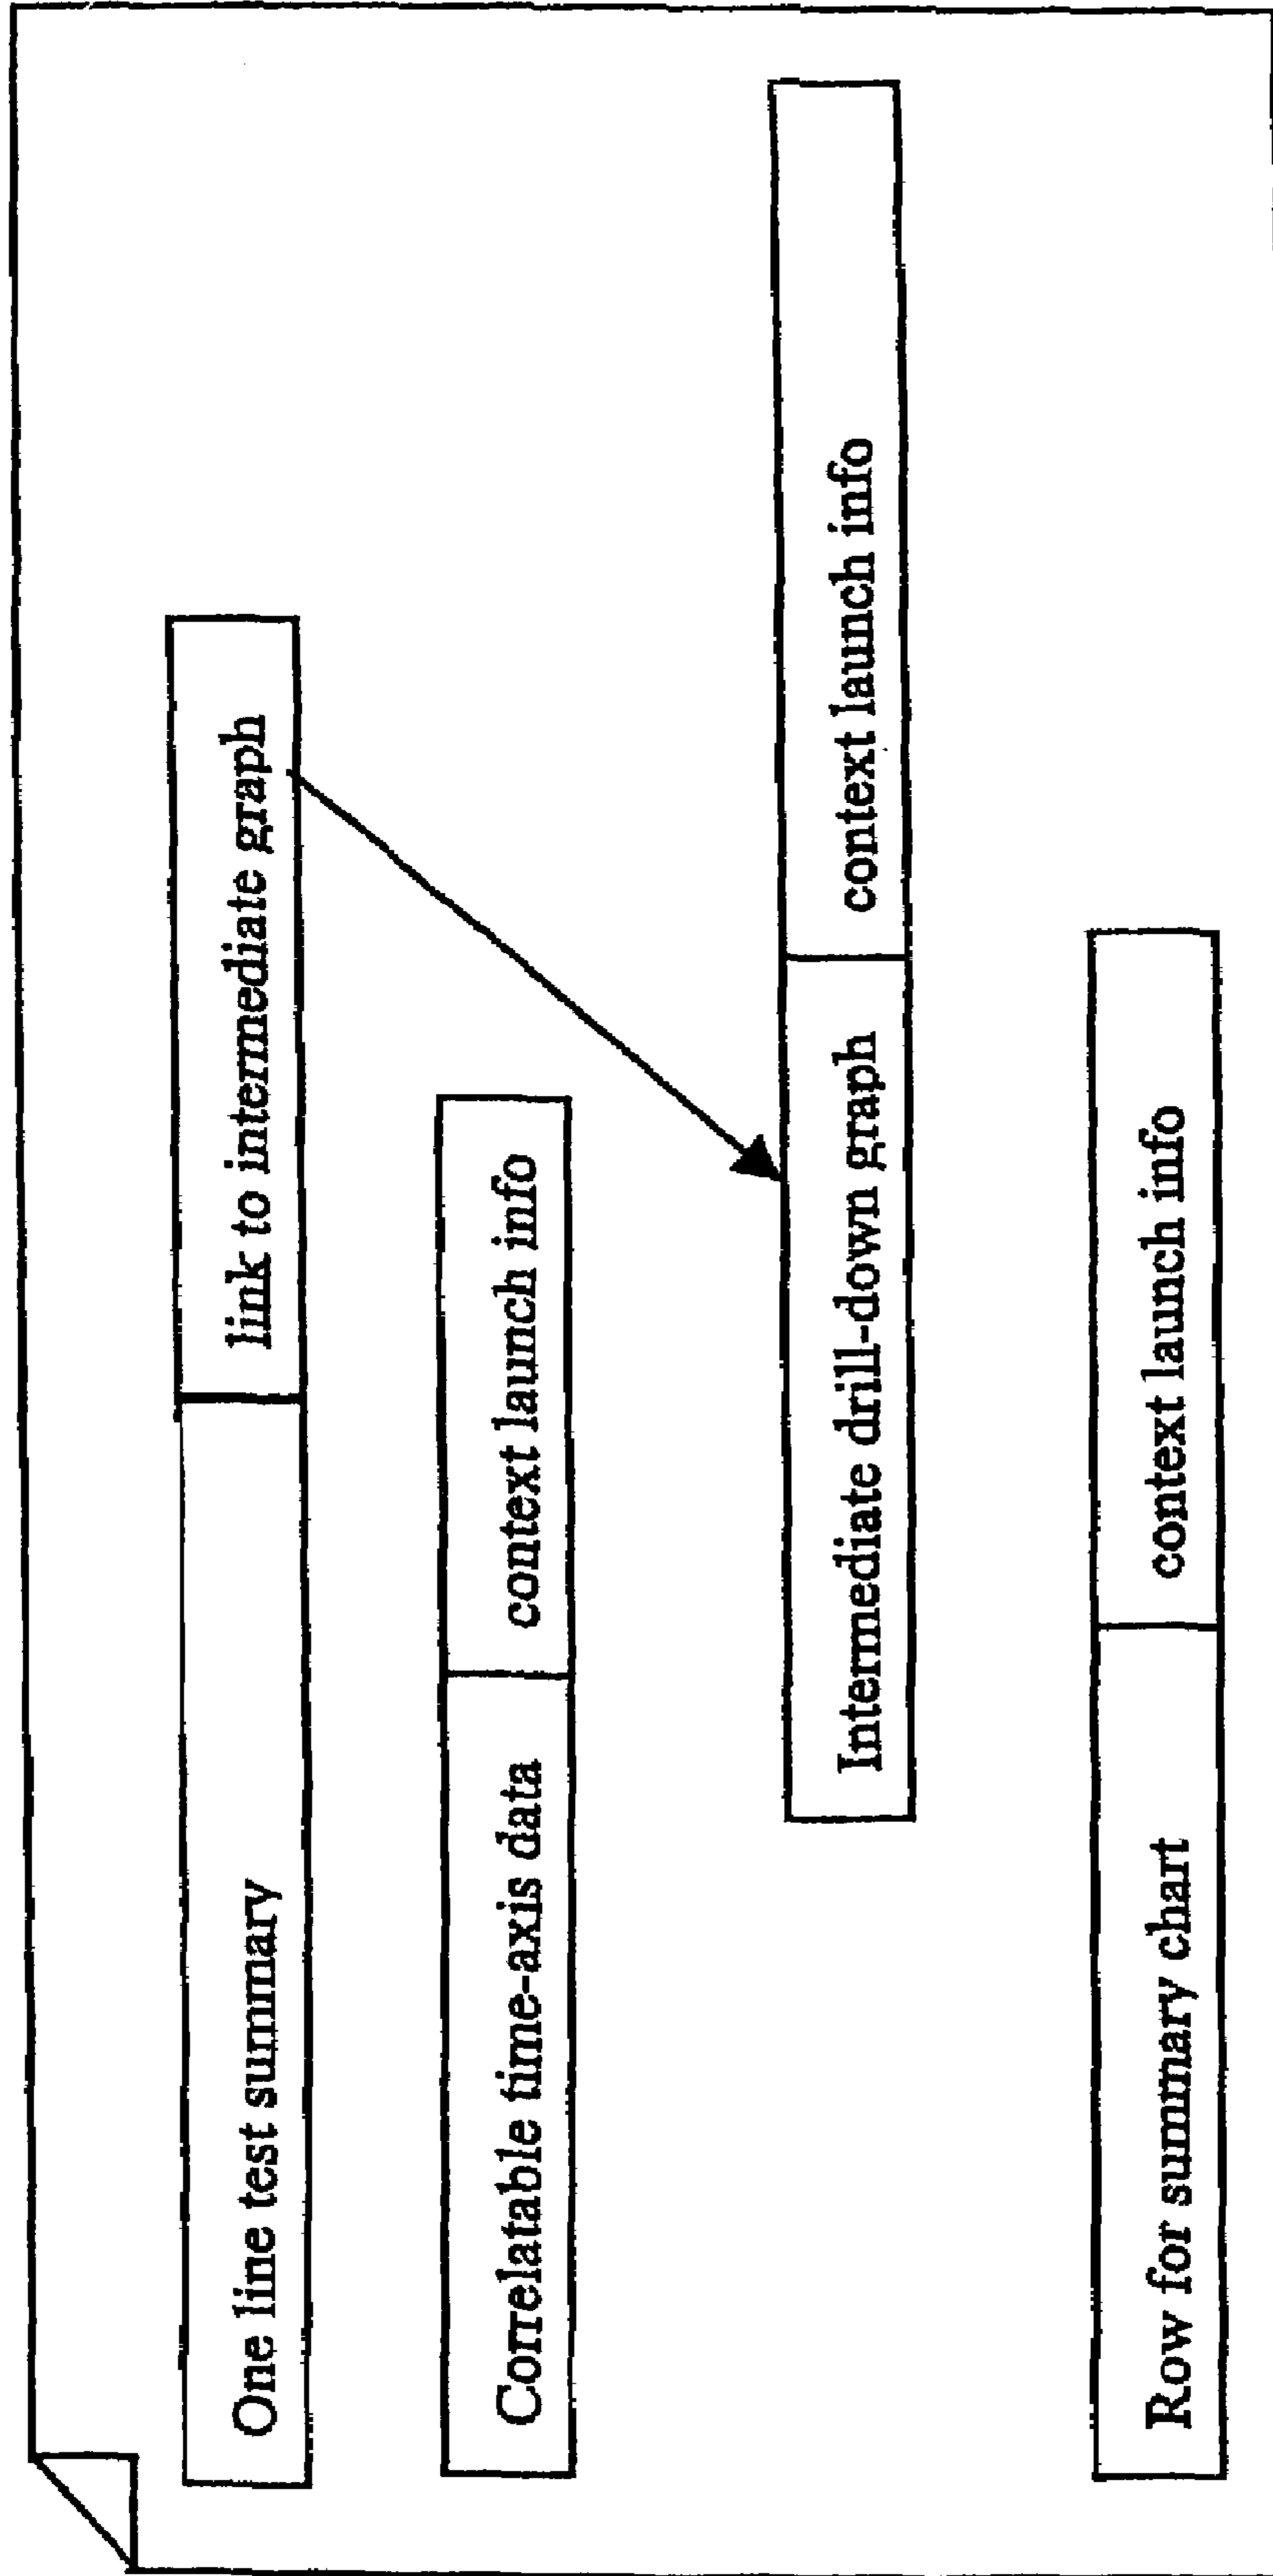 One line test summary
link to intermediate graph
Correlatable time-axis data
context launch info
Intermediate drill-down graph
context launch info
Row for summary chart
context launch info